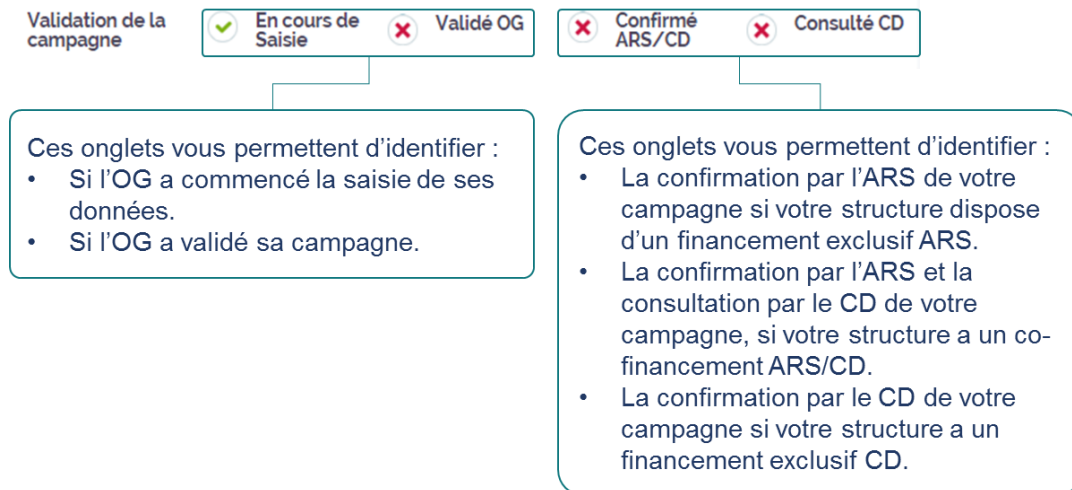 Validation de la
campagne
En cours de
Saisie
Validé OG
Confirmé
ARS/CD
Consulté CD
Ces onglets vous permettent d'identifier :
• Si l'OG a commencé la saisie de ses
données.
• Si l'OG a validé sa campagne.
Ces onglets vous permettent d'identifier :
• La confirmation par l'ARS de votre
campagne si votre structure dispose
d'un financement exclusif ARS.
• La confirmation par l'ARS et la
consultation par le CD de votre
campagne, si votre structure a un co-
financement ARS/CD.
• La confirmation par le CD de votre
campagne si votre structure a un
financement exclusif CD.